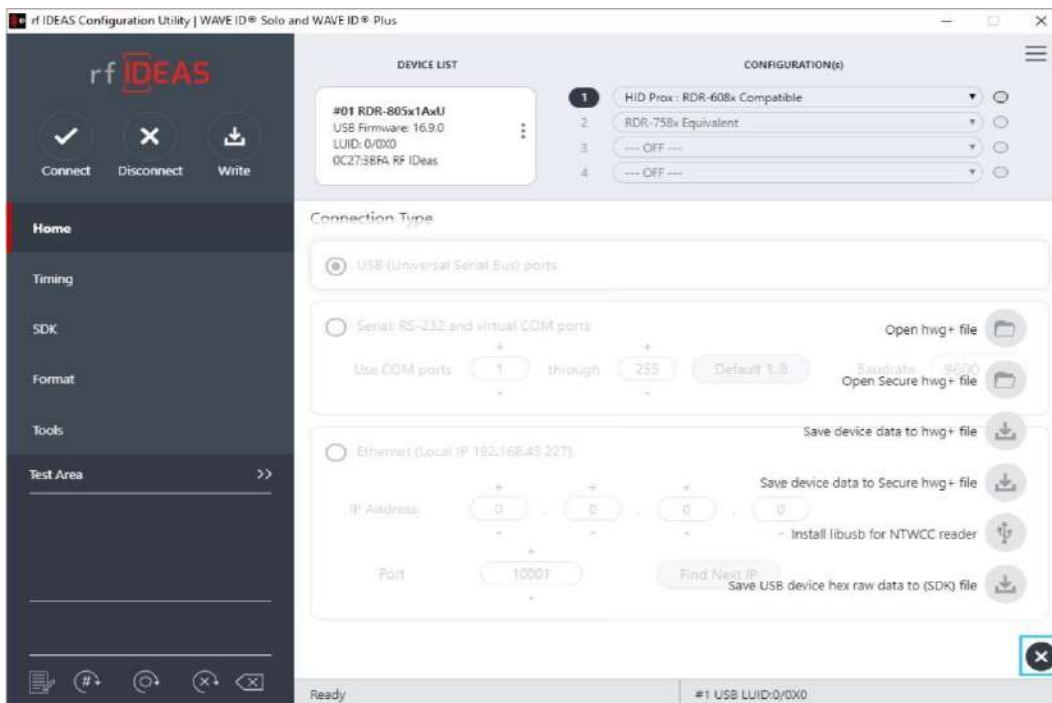 rf IDEAS Configuration Utility | WAVE ID® Solo and WAVE ID® Plus
rf IDEAS
Connect Disconnect Write
Home
Timing
SDK
Format
Tools
Test Area >>
DEVICE LIST
#01 RDR-805x1AxU
USB Firmware: 16.9.0
LUID: 0/0X0
0C27:3BFA RF IDeas
CONFIGURATION(s)
1 HID Prox : RDR-608x Compatible
2 RDR-758x Equivalent
3 --- OFF ---
4 --- OFF ---
Connection Type
USB (Universal Serial Bus) ports
Serial: RS-232 and virtual COM ports
Use COM ports 1 through 255 Default 1..8 Baudrate 9600
Ethernet (Local IP 192.168.43.227)
IP Address 0 . 0 . 0 . 0
Port 10001 Find Next IP
Open hwg+ file
Open Secure hwg+ file
Save device data to hwg+ file
Save device data to Secure hwg+ file
Install libusb for NTWCC reader
Save USB device hex raw data to (SDK) file
Ready #1 USB LUID:0/0X0